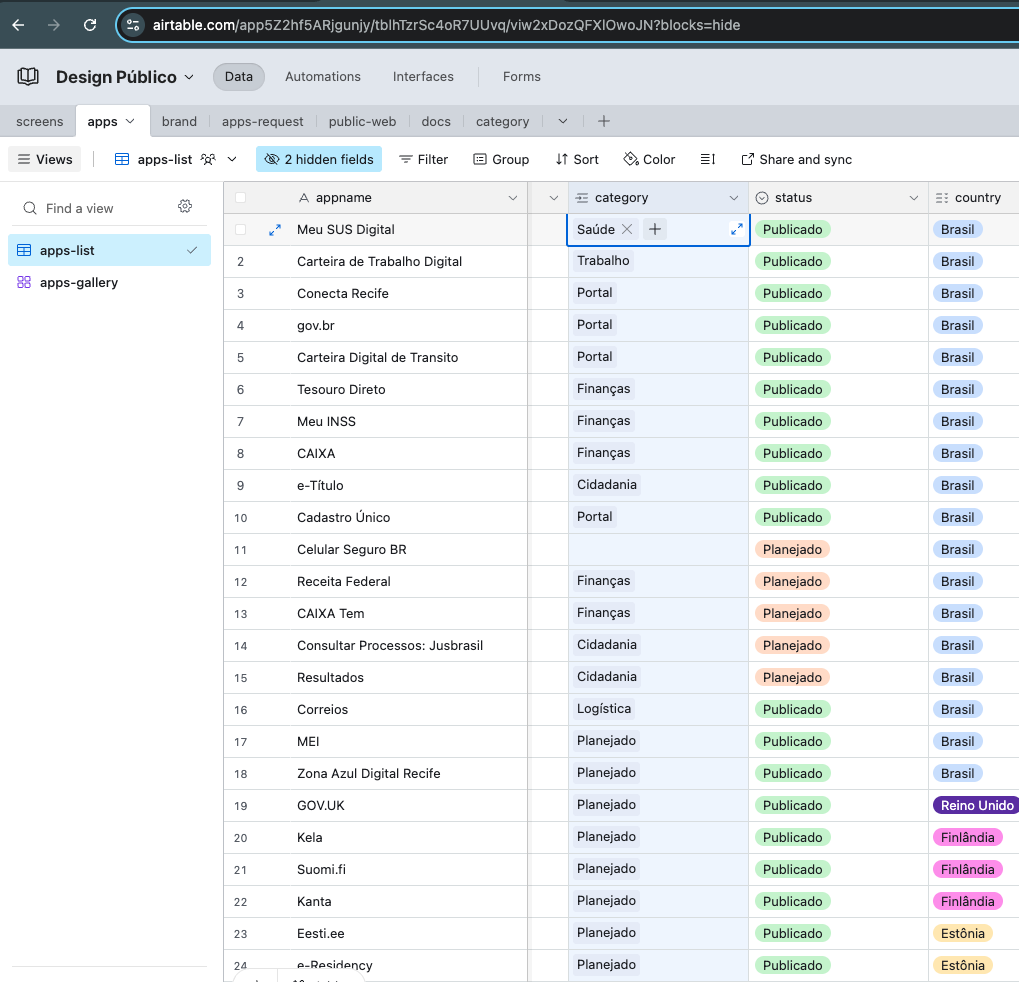 airtable.com/app5Z2hf5ARjgunjy/tblhTzrSc4oR7UUvq/viw2xDozQFXlOwoJN?blocks=hide
Design Público Data Automations Interfaces Forms
screens apps brand apps-request public-web docs category
Views apps-list 2 hidden fields Filter Group Sort Color Share and sync
Find a view
apps-list
apps-gallery
appname category status country
Meu SUS Digital Saúde Publicado Brasil
2 Carteira de Trabalho Digital Trabalho Publicado Brasil
3 Conecta Recife Portal Publicado Brasil
4 gov.br Portal Publicado Brasil
5 Carteira Digital de Transito Portal Publicado Brasil
6 Tesouro Direto Finanças Publicado Brasil
7 Meu INSS Finanças Publicado Brasil
8 CAIXA Finanças Publicado Brasil
9 e-Título Cidadania Publicado Brasil
10 Cadastro Único Portal Publicado Brasil
11 Celular Seguro BR Planejado Brasil
12 Receita Federal Finanças Planejado Brasil
13 CAIXA Tem Finanças Planejado Brasil
14 Consultar Processos: Jusbrasil Cidadania Planejado Brasil
15 Resultados Cidadania Planejado Brasil
16 Correios Logística Publicado Brasil
17 MEI Planejado Publicado Brasil
18 Zona Azul Digital Recife Planejado Publicado Brasil
19 GOV.UK Planejado Publicado Reino Unido
20 Kela Planejado Publicado Finlândia
21 Suomi.fi Planejado Publicado Finlândia
22 Kanta Planejado Publicado Finlândia
23 Eesti.ee Planejado Publicado Estônia
24 e-Residency Planejado Publicado Estônia